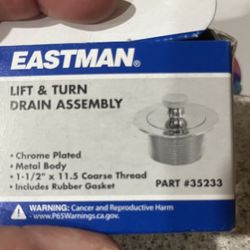 EASTMAN®
LIFT & TURN
DRAIN ASSEMBLY
• Chrome Plated
• Metal Body
• 1-1/2" x 11.5 Coarse Thread
• Includes Rubber Gasket
PART #35233
WARNING: Cancer and Reproductive Harm
- www.P65Warnings.ca.gov.